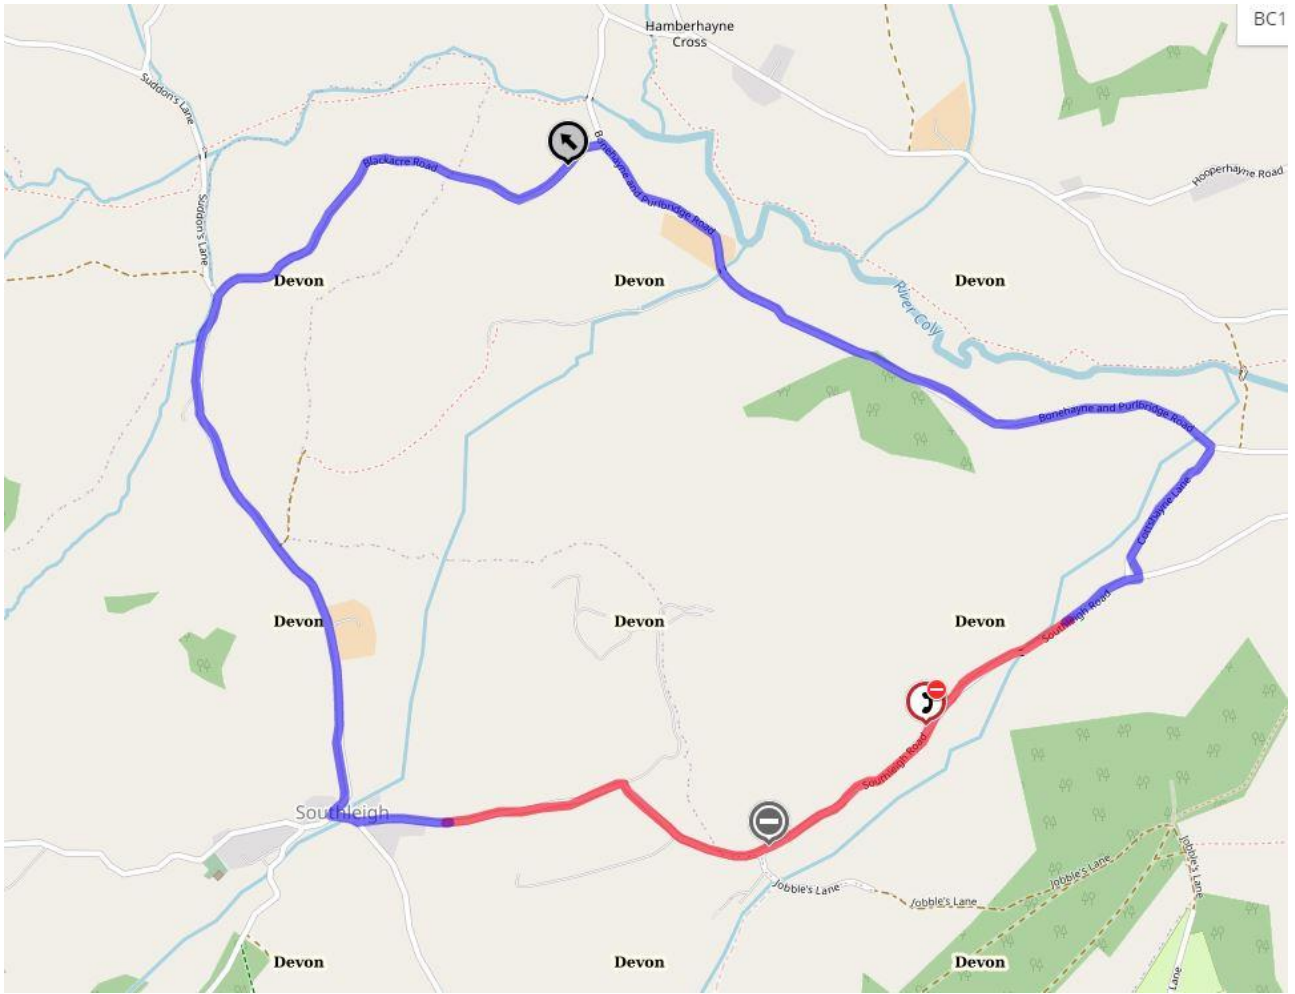 BC1
Hamberhayne
Cross
Suddon's Lane
Bonehayne and Purlbridge Road
Blackacre Road
Hooperhayne Road
Suddon's Lane
Devon
Devon
Devon
River Coly
Bonehayne and Purlbridge Road
Cottshayne Lane
Devon
Devon
Devon
Southleigh Road
Southleigh Road
Southleigh
Jobble's Lane
Jobble's Lane
Jobble's Lane
Jobble's Lane
Devon
Devon
Devon
Lane